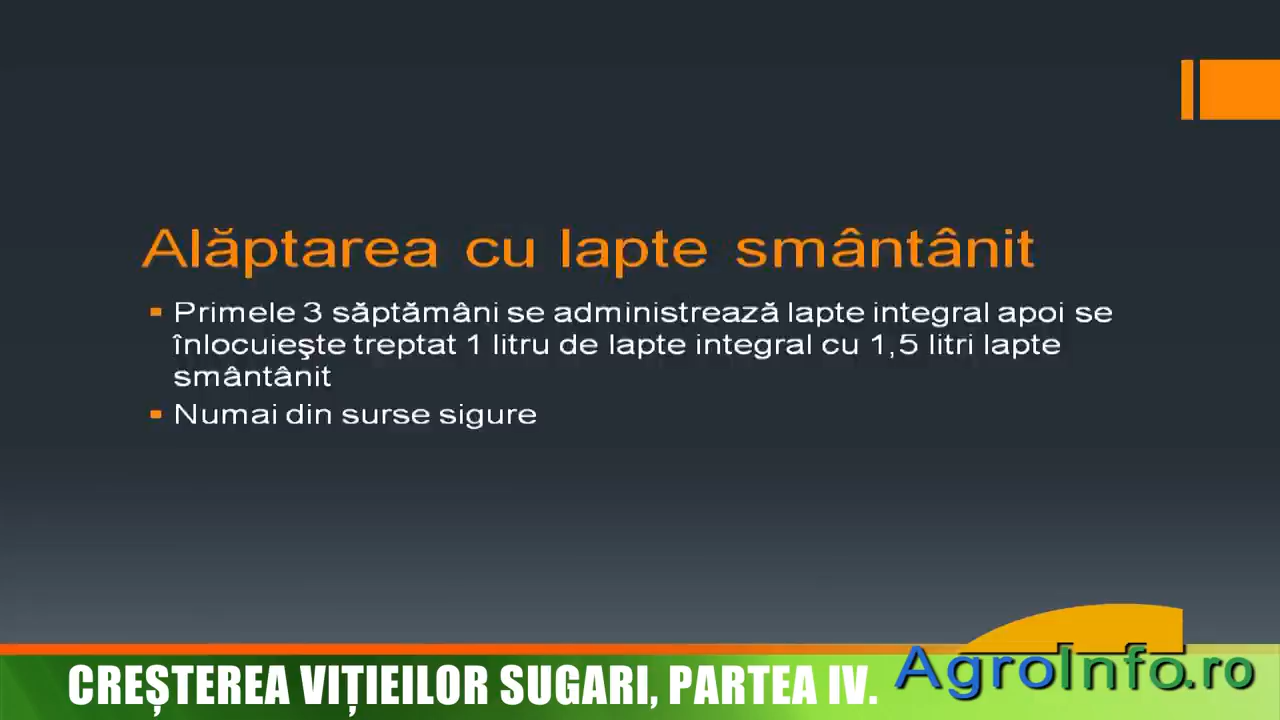 Alăptarea cu lapte smântânit
Primele 3 săptămâni se administrează lapte integral apoi se
înlocuieşte treptat 1 litru de lapte integral cu 1,5 litri lapte
smântânit
Numai din surse sigure
CREȘTEREA VIȚIEILOR SUGARI, PARTEA IV.
AgroInfo.ro